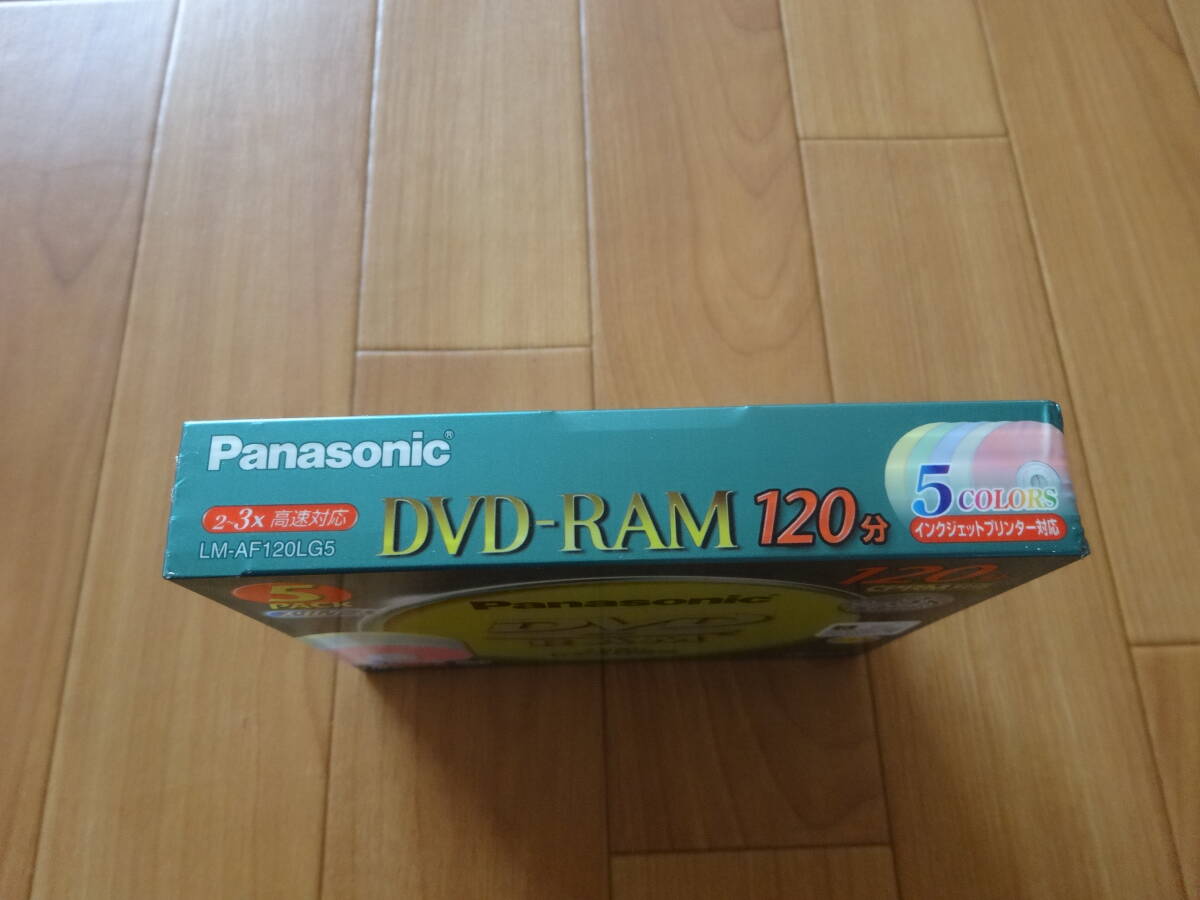 Panasonic®
2~3x 高速対応
LM-AF120LG5
DVD-RAM 120分
5 COLORS
インクジェットプリンター対応
5
PACK
120
Panasonic
DVD